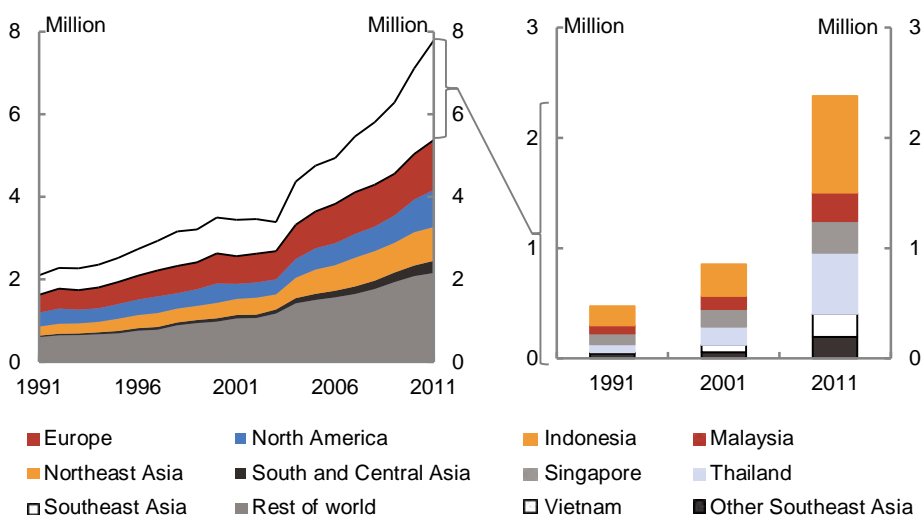 8 Million Million 8
6 6
4 4
2 2
0 0
1991 1996 2001 2006 2011
Europe North America
Northeast Asia South and Central Asia
Southeast Asia Rest of world
3 Million Million 3
2 2
1 1
0 0
1991 2001 2011
Indonesia Malaysia
Singapore Thailand
Vietnam Other Southeast Asia